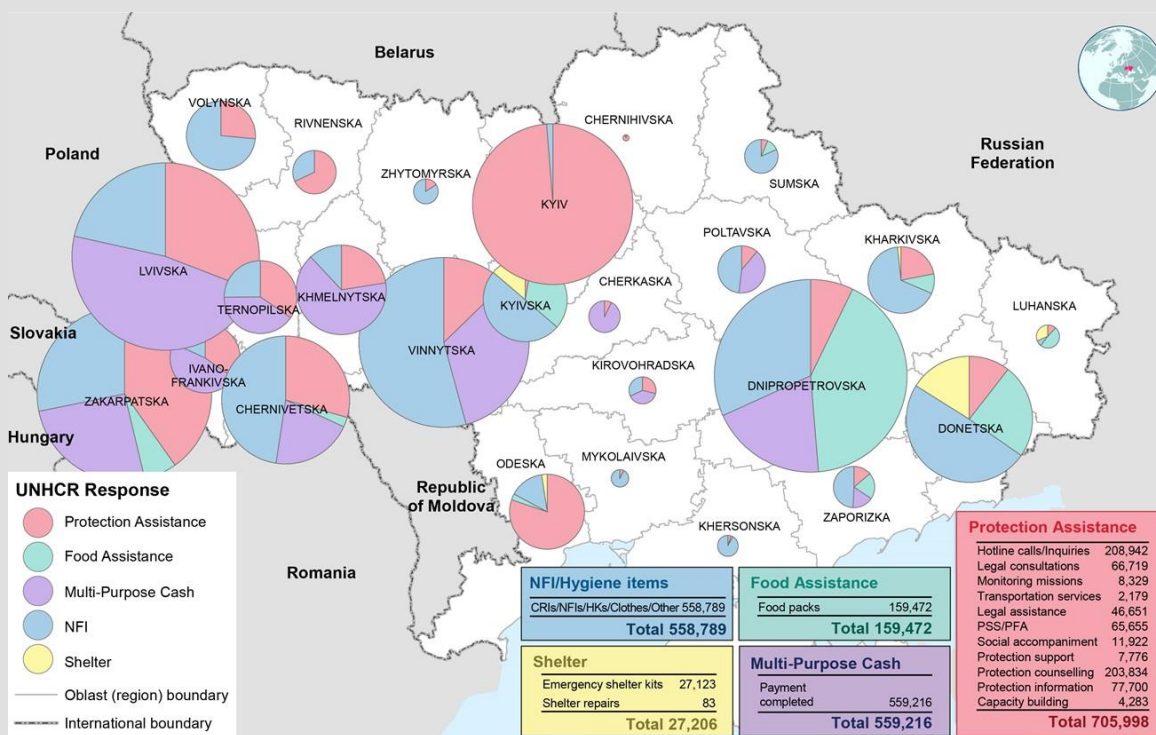 Belarus
VOLYNSKA
RIVNENSKA
CHERNIHIVSKA
Poland
Russian
Federation
ZHYTOMYRSKA
SUMSKA
KYIV
POLTAVSKA
KHARKIVSKA
LVIVSKA
KHMELNYTSKA
TERNOPILSKA
CHERKASKA
KYIVSKA
LUHANSKA
Slovakia
VINNYTSKA
IVANO-
FRANKIVSKA
KIROVOHRADSKA
DNIPROPETROVSKA
ZAKARPATSKA
CHERNIVETSKA
DONETSKA
Hungary
ODESKA
MYKOLAIVSKA
Republic
of Moldova
ZAPORIZKA
KHERSONSKA
Romania
UNHCR Response
Protection Assistance
Food Assistance
Multi-Purpose Cash
NFI
Shelter
Oblast (region) boundary
International boundary
NFI/Hygiene items
CRIs/NFIs/HKs/Clothes/Other 558,789
Total 558,789
Food Assistance
Food packs 159,472
Total 159,472
Shelter
Emergency shelter kits 27,123
Shelter repairs 83
Total 27,206
Multi-Purpose Cash
Payment
completed 559,216
Total 559,216
Protection Assistance
Hotline calls/Inquiries 208,942
Legal consultations 66,719
Monitoring missions 8,329
Transportation services 2,179
Legal assistance 46,651
PSS/PFA 65,655
Social accompaniment 11,922
Protection support 7,776
Protection counselling 203,834
Protection information 77,700
Capacity building 4,283
Total 705,998